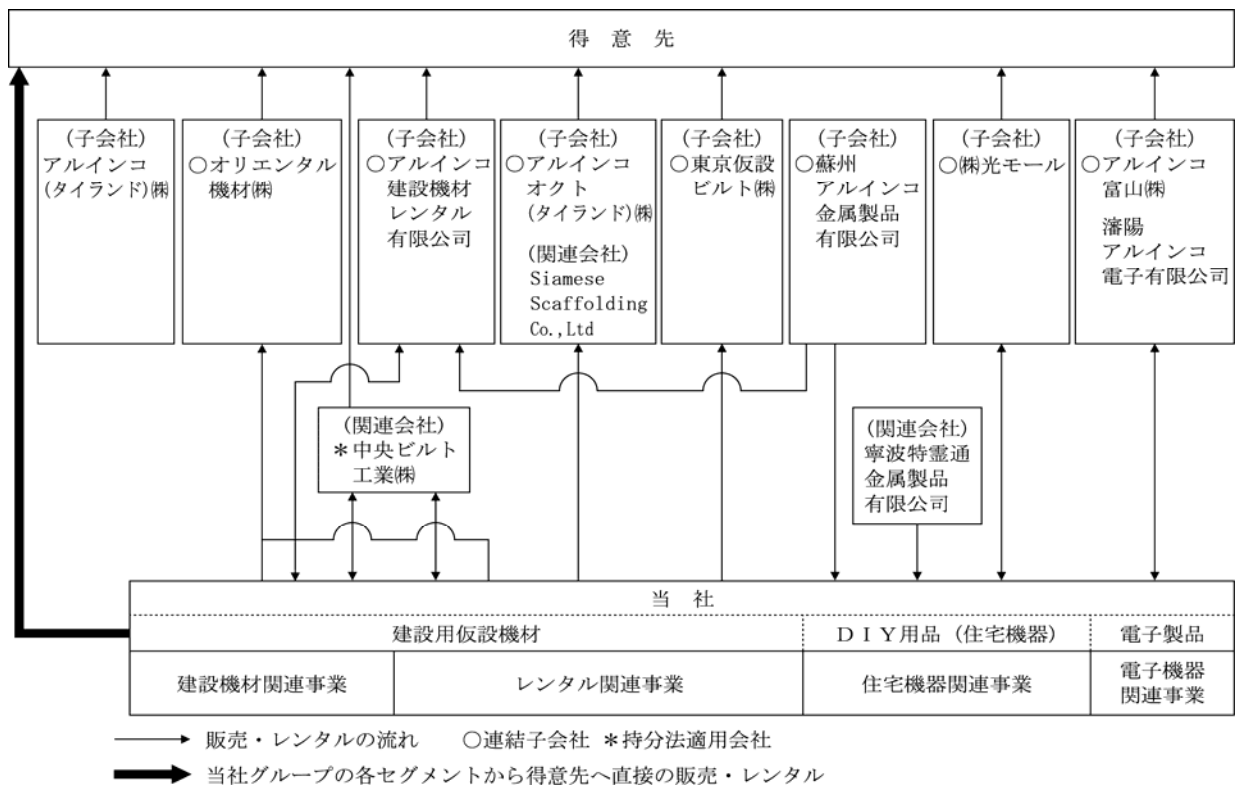 得意先
(子会社)
アルインコ
(タイランド)㈱
(子会社)
○オリエンタル
機材㈱
(子会社)
○アルインコ
建設機材
レンタル
有限公司
(子会社)
○アルインコ
オクト
(タイランド)㈱
(関連会社)
Siamese
Scaffolding
Co.,Ltd
(子会社)
○東京仮設
ビルト㈱
(子会社)
○蘇州
アルインコ
金属製品
有限公司
(子会社)
○㈱光モール
(子会社)
○アルインコ
富山㈱
瀋陽
アルインコ
電子有限公司
(関連会社)
＊中央ビルト
工業㈱
(関連会社)
寧波特霊通
金属製品
有限公司
当社
建設用仮設機材
ＤＩＹ用品（住宅機器）
電子製品
建設機材関連事業
レンタル関連事業
住宅機器関連事業
電子機器
関連事業
販売・レンタルの流れ ○連結子会社 ＊持分法適用会社
当社グループの各セグメントから得意先へ直接の販売・レンタル